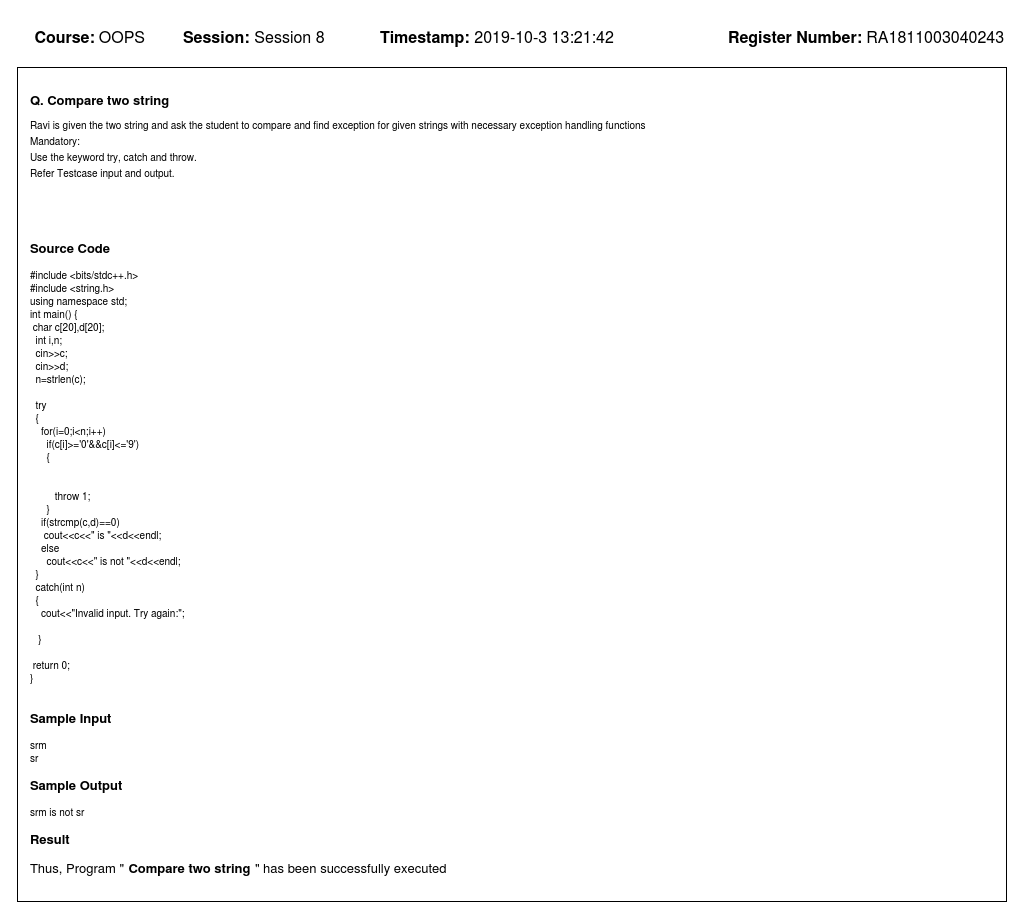 Course: OOPS Session: Session 8 Timestamp: 2019-10-3 13:21:42 Register Number: RA1811003040243
Q. Compare two string
Ravi is given the two string and ask the student to compare and find exception for given strings with necessary exception handling functions
Mandatory:
Use the keyword try, catch and throw.
Refer Testcase input and output.
Source Code
#include <bits/stdc++.h>
#include <string.h>
using namespace std;
int main() {
char c[20],d[20];
int i,n;
cin>>c;
cin>>d;
n=strlen(c);
try
{
for(i=0;i<n;i++)
if(c[i]>='0'&&c[i]<='9')
{
throw 1;
}
if(strcmp(c,d)==0)
cout<<c<<" is "<<d<<endl;
else
cout<<c<<" is not "<<d<<endl;
}
catch(int n)
{
cout<<"Invalid input. Try again:";
}
return 0;
}
Sample Input
srm
sr
Sample Output
srm is not sr
Result
Thus, Program " Compare two string " has been successfully executed